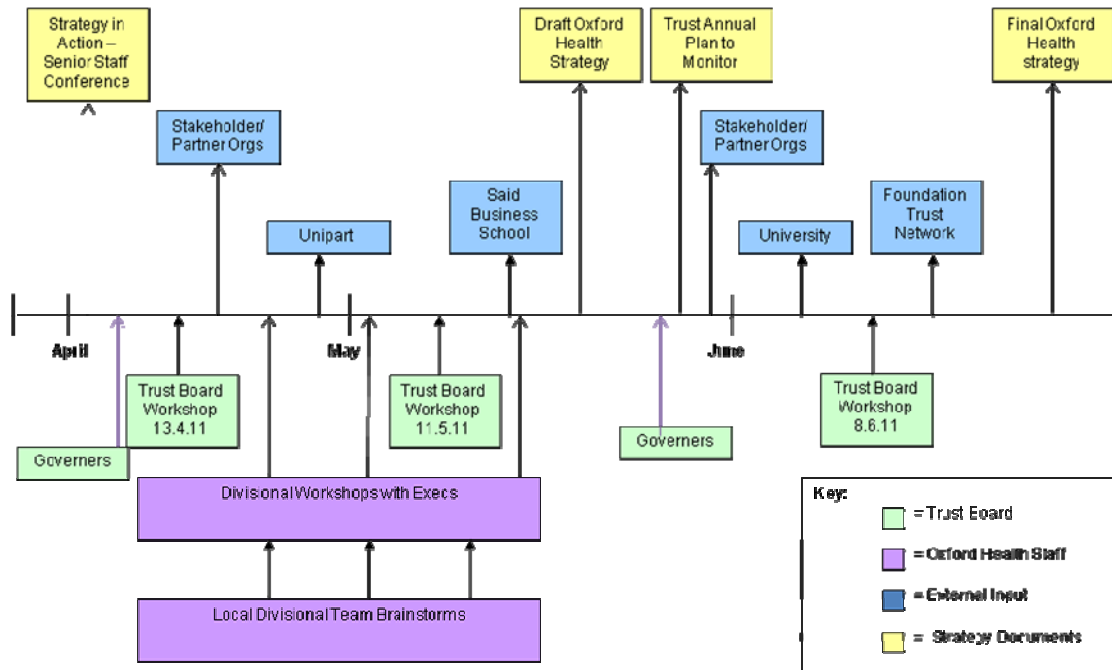 Strategy in
Action –
Senior Staff
Conference
Draft Oxford
Health
Strategy
Trust Annual
Plan to
Monitor
Final Oxford
Health
strategy
Stakeholder/
Partner Orgs
Stakeholder/
Partner Orgs
Unipart
Said
Business
School
University
Foundation
Trust
Network
April
May
June
Trust Board
Workshop
13.4.11
Trust Board
Workshop
11.5.11
Trust Board
Workshop
8.6.11
Governers
Governers
Divisional Workshops with Execs
Local Divisional Team Brainstorms
Key:
= Trust Board
= Oxford Health Staff
= External Input
= Strategy Documents